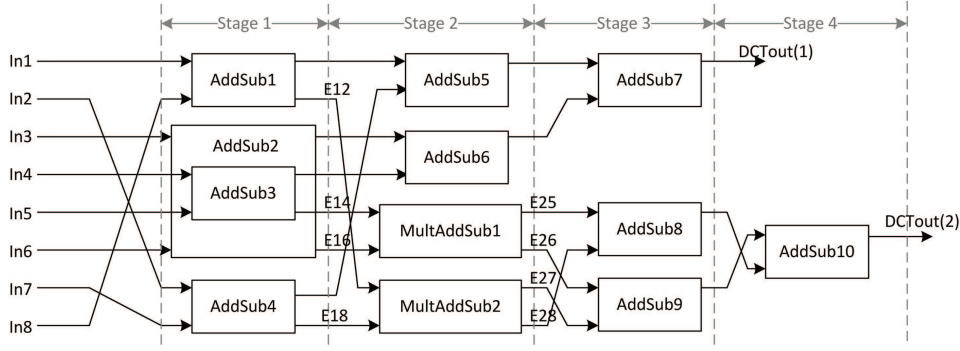 Stage 1 Stage 2 Stage 3 Stage 4
In1
In2
In3
In4
In5
In6
In7
In8
AddSub1
AddSub2
AddSub3
AddSub4
E12
E14
E16
E18
AddSub5
AddSub6
MultAddSub1
MultAddSub2
E25
E26
E27
E28
AddSub7
AddSub8
AddSub9
AddSub10
DCTout(1)
DCTout(2)